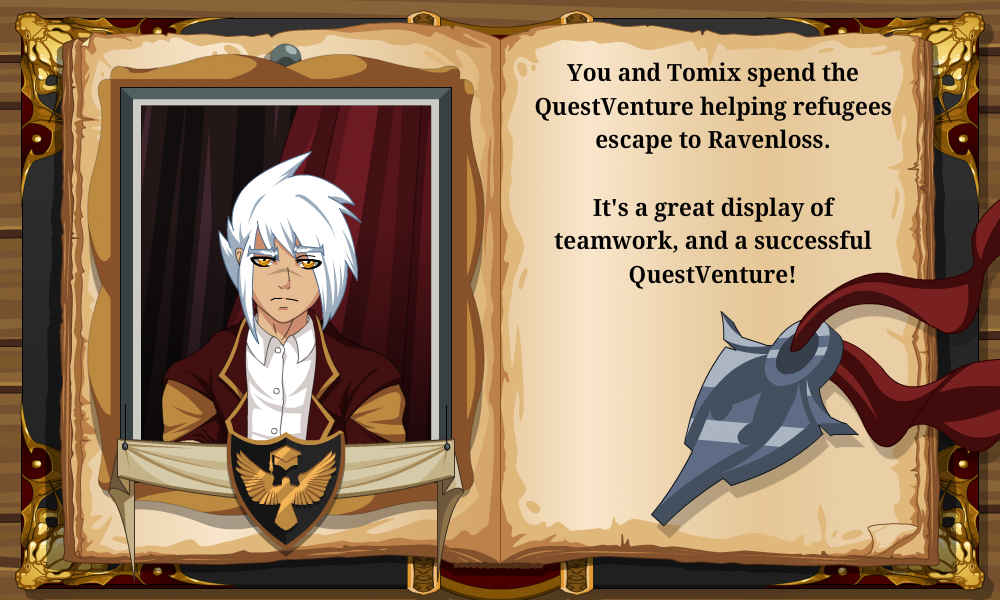 You and Tomix spend the
QuestVenture helping refugees
escape to Ravenloss.
It's a great display of
teamwork, and a successful
QuestVenture!